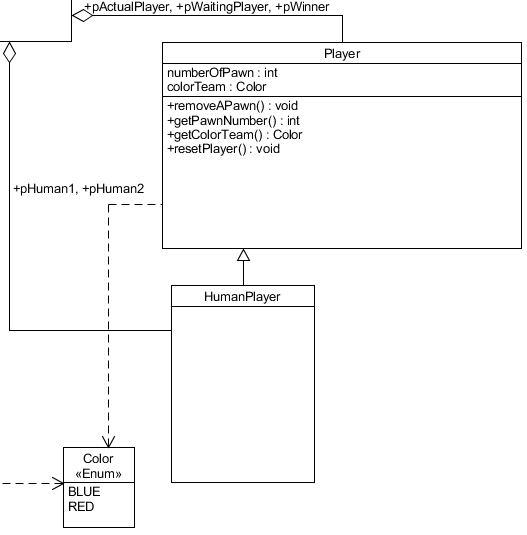 +pActualPlayer, +pWaitingPlayer, +pWinner
Player
numberOfPawn : int
colorTeam : Color
+removeAPawn() : void
+getPawnNumber() : int
+getColorTeam() : Color
+resetPlayer() : void
+pHuman1, +pHuman2
HumanPlayer
Color
«Enum»
BLUE
RED